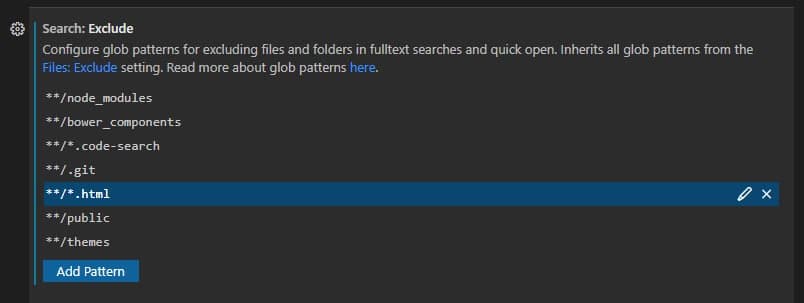 Search: Exclude
Configure glob patterns for excluding files and folders in fulltext searches and quick open. Inherits all glob patterns from the
Files: Exclude setting. Read more about glob patterns here.
**/node_modules
**/bower_components
**/*.code-search
**/.git
**/*.html
**/public
**/themes
Add Pattern